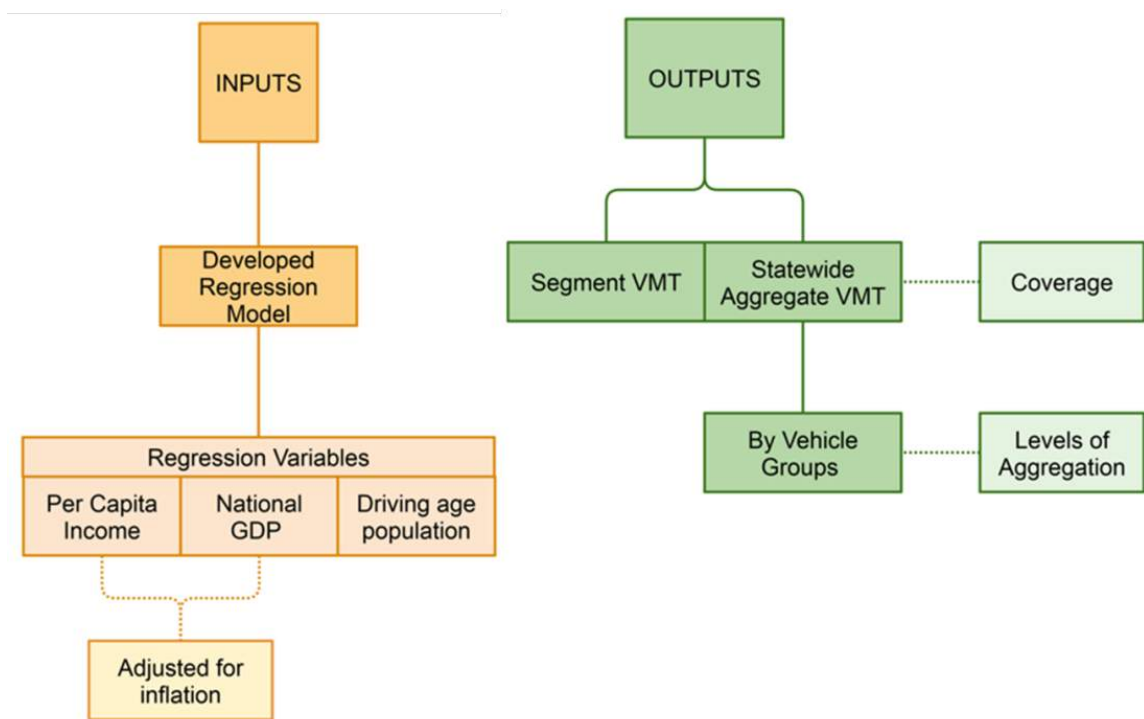 INPUTS
Developed
Regression
Model
Regression Variables
Per Capita
Income
National
GDP
Driving age
population
Adjusted for
inflation
OUTPUTS
Segment VMT
Statewide
Aggregate VMT
Coverage
By Vehicle
Groups
Levels of
Aggregation